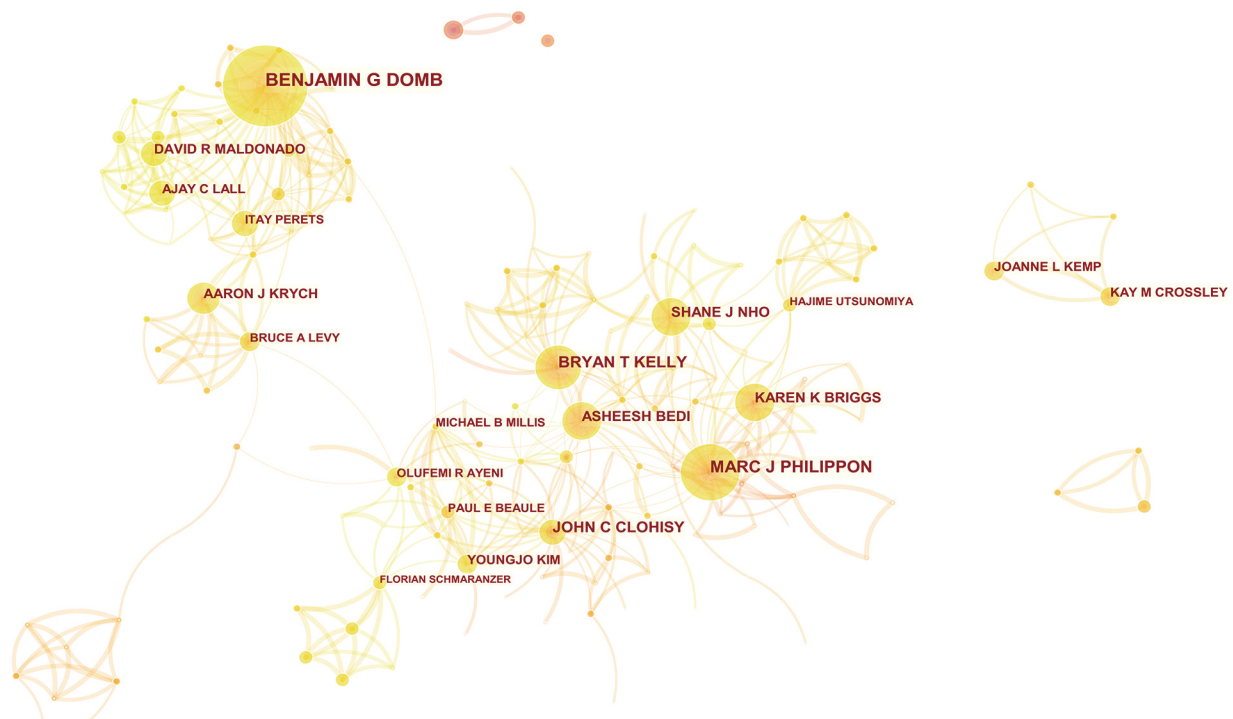 BENJAMIN G DOMB
DAVID R MALDONADO
AJAY C LALL
ITAY PERETS
JOANNE L KEMP
AARON J KRYCH
KAY M CROSSLEY
HAJIME UTSUNOMIYA
SHANE J NHO
BRUCE A LEVY
BRYAN T KELLY
KAREN K BRIGGS
ASHEESH BEDI
MICHAEL B MILLIS
MARC J PHILIPPON
OLUFEMI R AYENI
PAUL E BEAULE
JOHN C CLOHISY
YOUNGJO KIM
FLORIAN SCHMARANZER